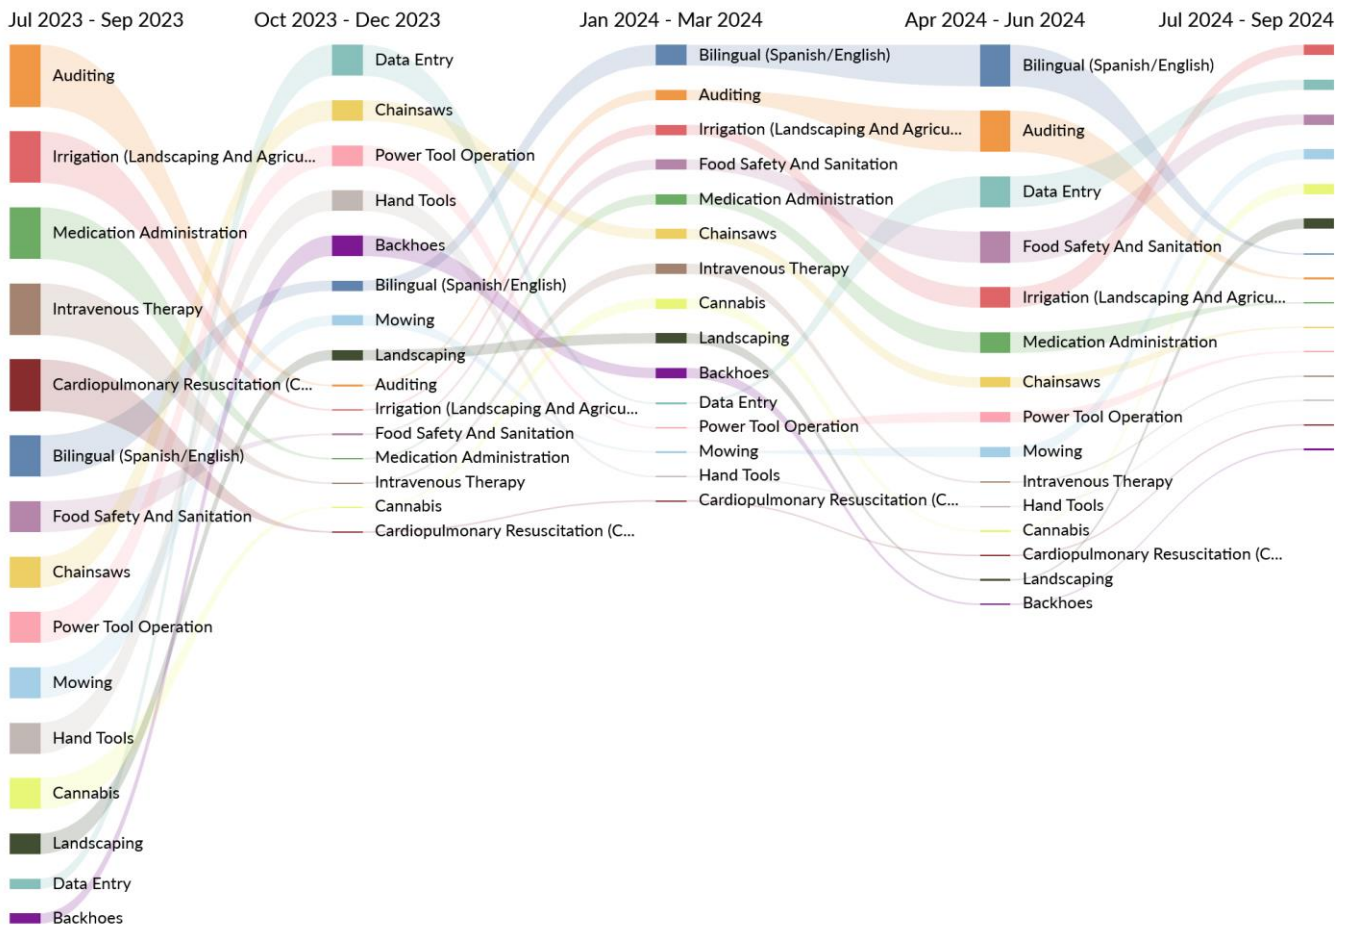 Jul 2023 - Sep 2023
Oct 2023 - Dec 2023
Jan 2024 - Mar 2024
Apr 2024 - Jun 2024
Jul 2024 - Sep 2024
Auditing
Irrigation (Landscaping And Agricu...
Medication Administration
Intravenous Therapy
Cardiopulmonary Resuscitation (C...
Bilingual (Spanish/English)
Food Safety And Sanitation
Chainsaws
Power Tool Operation
Mowing
Hand Tools
Cannabis
Landscaping
Data Entry
Backhoes
Data Entry
Chainsaws
Power Tool Operation
Hand Tools
Backhoes
Bilingual (Spanish/English)
Mowing
Landscaping
Auditing
Irrigation (Landscaping And Agricu...
Food Safety And Sanitation
Medication Administration
Intravenous Therapy
Cannabis
Cardiopulmonary Resuscitation (C...
Bilingual (Spanish/English)
Auditing
Irrigation (Landscaping And Agricu...
Food Safety And Sanitation
Medication Administration
Chainsaws
Intravenous Therapy
Cannabis
Landscaping
Backhoes
Data Entry
Power Tool Operation
Mowing
Hand Tools
Cardiopulmonary Resuscitation (C...
Bilingual (Spanish/English)
Auditing
Data Entry
Food Safety And Sanitation
Irrigation (Landscaping And Agricu...
Medication Administration
Chainsaws
Power Tool Operation
Mowing
Intravenous Therapy
Hand Tools
Cannabis
Cardiopulmonary Resuscitation (C...
Landscaping
Backhoes